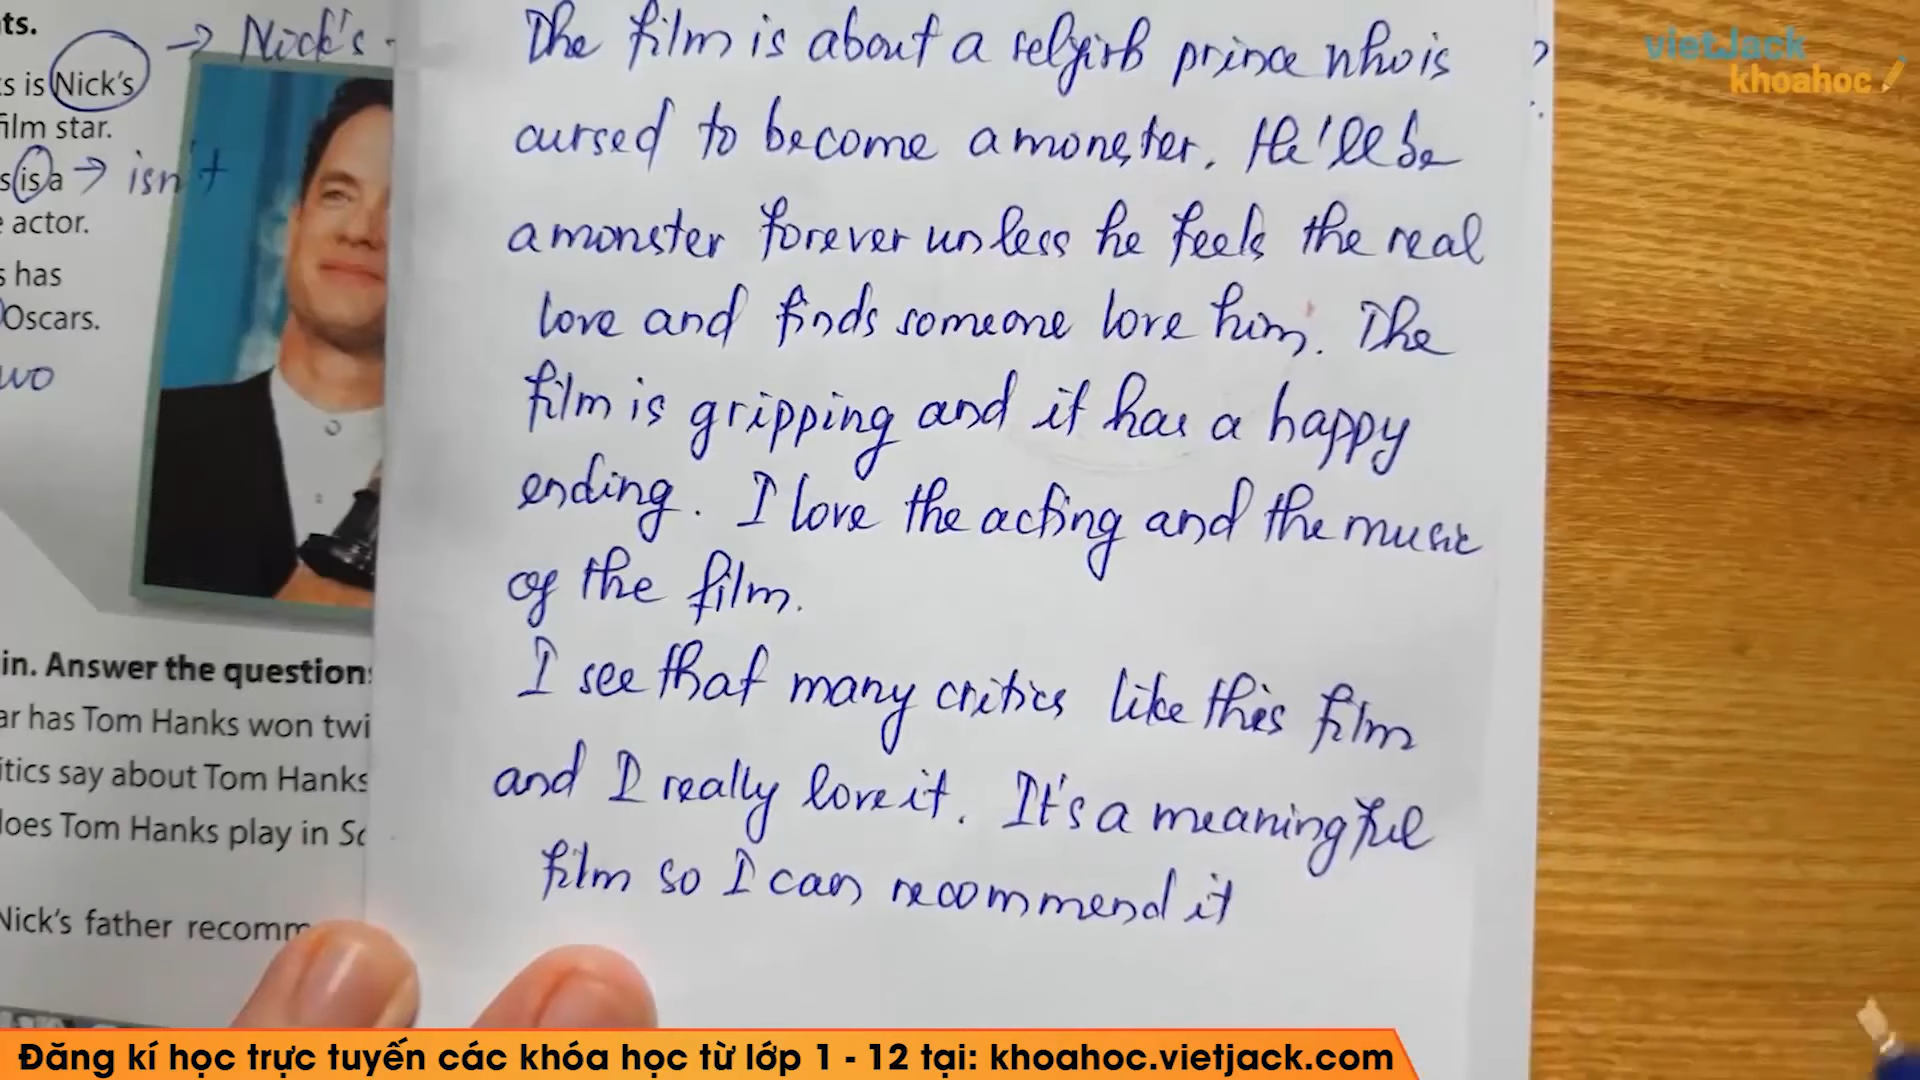 ts.
→ Nick's
s is Nick's
film star.
s is a → isn't
e actor.
s has
Oscars.
wo
in. Answer the question
ar has Tom Hanks won twi
itics say about Tom Hanks
does Tom Hanks play in Sc
Nick's father recomm
The film is about a selfish prince who is
cursed to become a monster. He'll be
a monster forever unless he feels the real
love and finds someone love him. The
film is gripping and it has a happy
ending. I love the acting and the music
of the film.
I see that many critics like this film
and I really love it. It's a meaningful
film so I can recommend it
vietJack
khoahoc
Đăng kí học trực tuyến các khóa học từ lớp 1 - 12 tại: khoahoc.vietjack.com